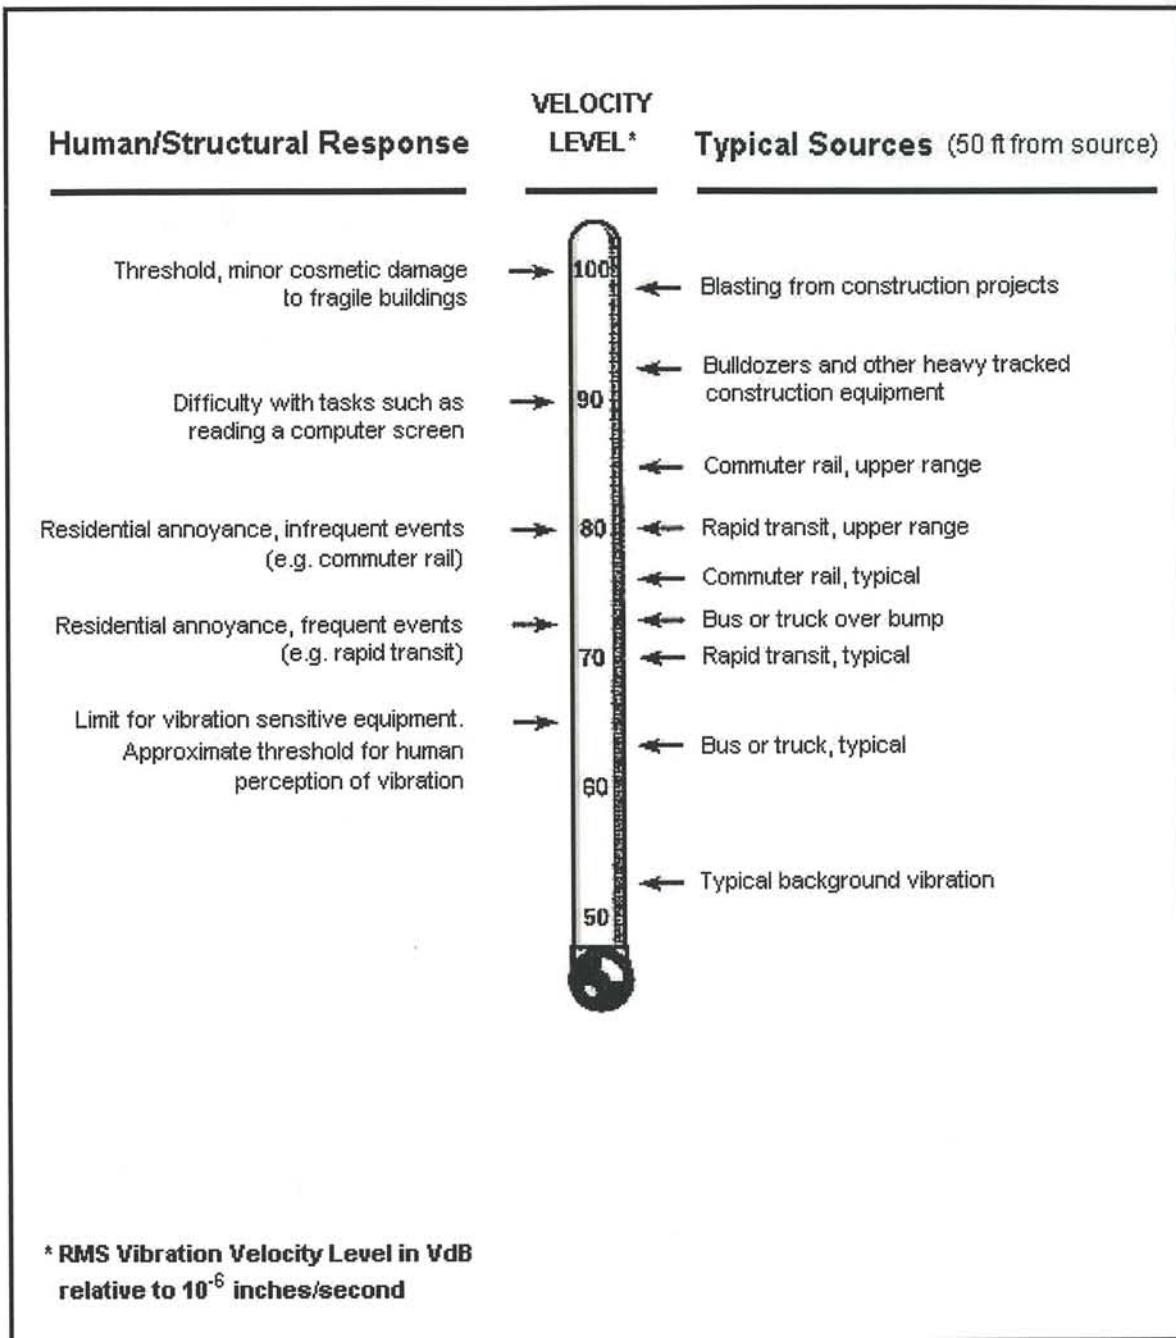 Human/Structural Response
VELOCITY
LEVEL*
Typical Sources (50 ft from source)
Threshold, minor cosmetic damage
to fragile buildings
Difficulty with tasks such as
reading a computer screen
Residential annoyance, infrequent events
(e.g. commuter rail)
Residential annoyance, frequent events
(e.g. rapid transit)
Limit for vibration sensitive equipment.
Approximate threshold for human
perception of vibration
100
90
80
70
60
50
Blasting from construction projects
Bulldozers and other heavy tracked
construction equipment
Commuter rail, upper range
Rapid transit, upper range
Commuter rail, typical
Bus or truck over bump
Rapid transit, typical
Bus or truck, typical
Typical background vibration
* RMS Vibration Velocity Level in VdB
relative to 10⁻⁶ inches/second